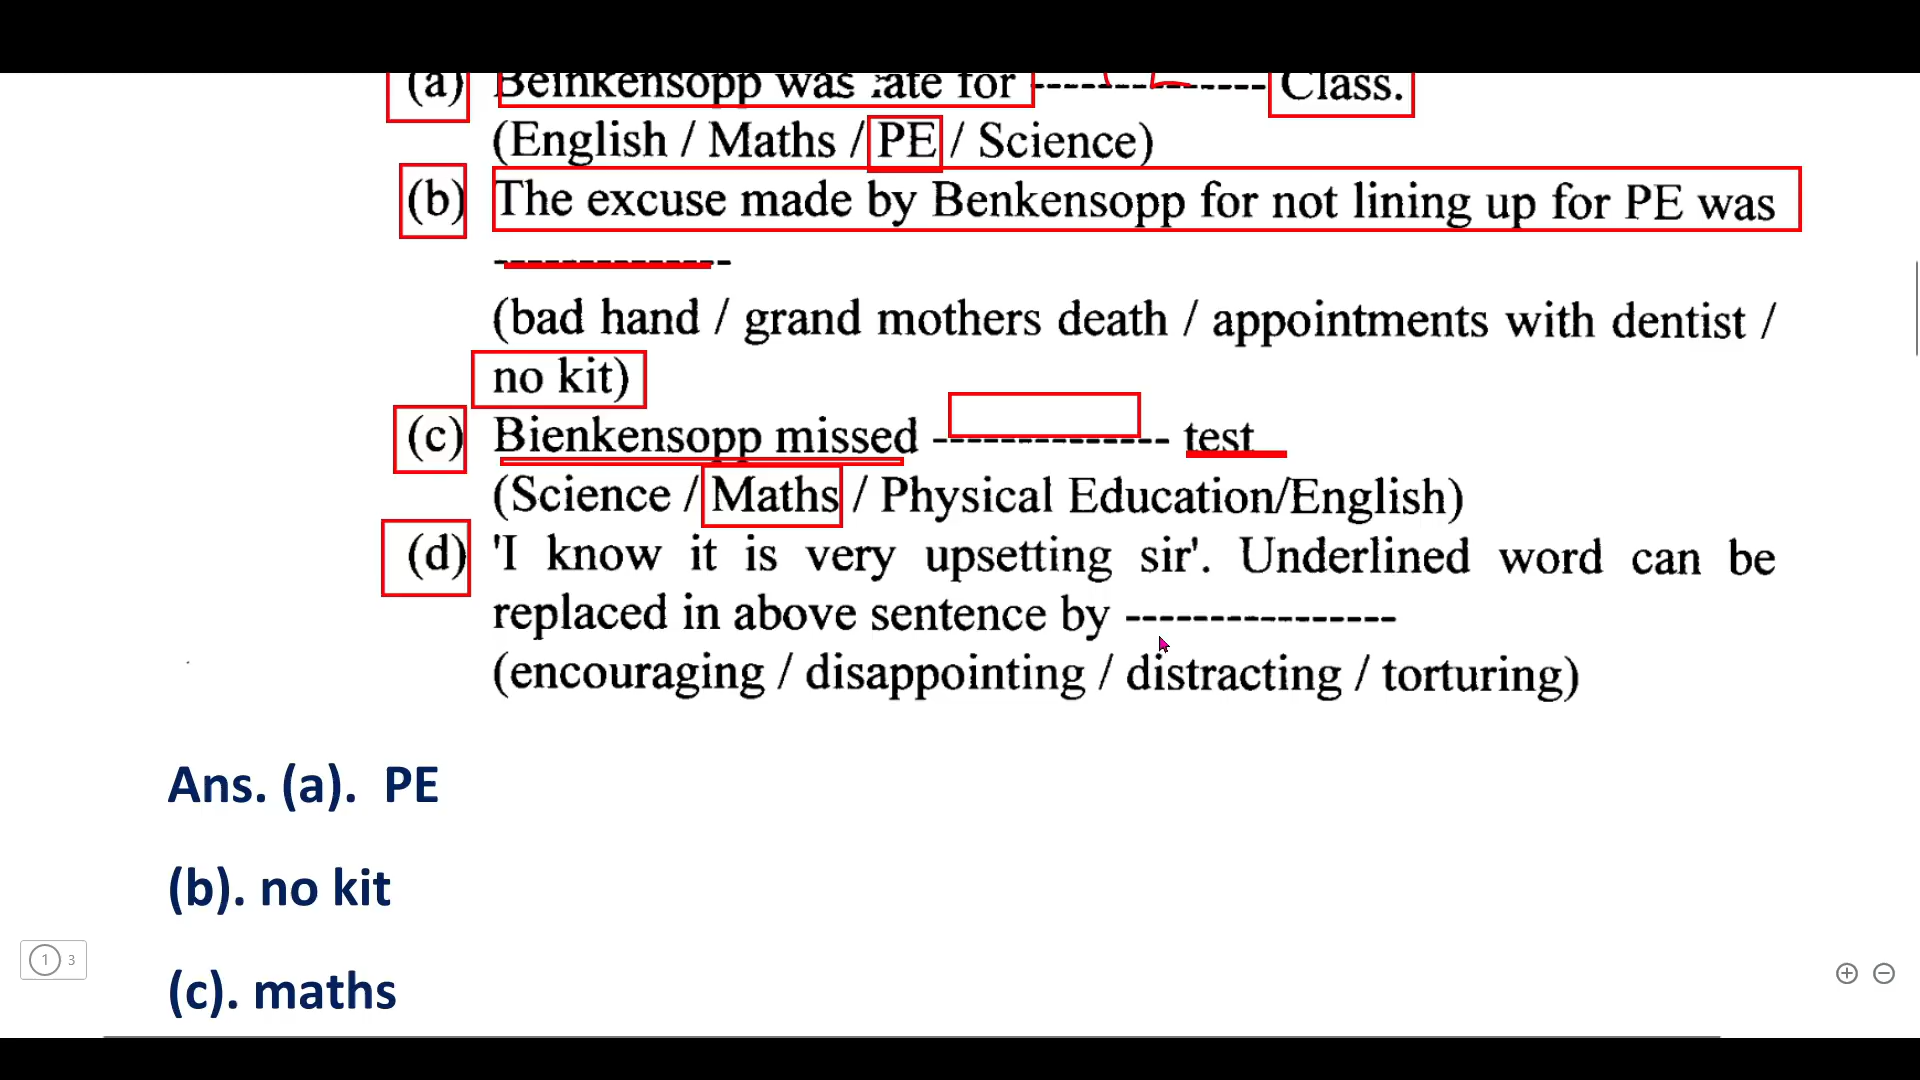 (a) Beinkensopp was late for -------------- Class.
(English / Maths / PE / Science)
(b) The excuse made by Benkensopp for not lining up for PE was
--------------
(bad hand / grand mothers death / appointments with dentist /
no kit)
(c) Bienkensopp missed -------------- test
(Science / Maths / Physical Education/English)
(d) 'I know it is very upsetting sir'. Underlined word can be
replaced in above sentence by ----------------
(encouraging / disappointing / distracting / torturing)
Ans. (a). PE
(b). no kit
1 3
(c). maths